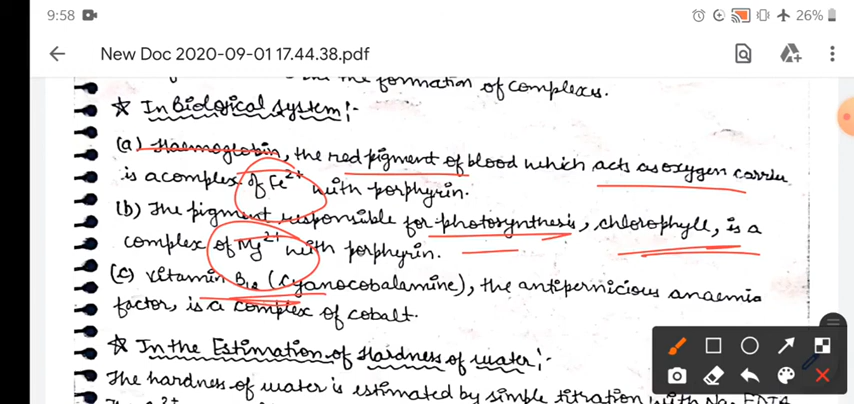 9:58
26%
New Doc 2020-09-01 17.44.38.pdf
the formation of complexes.
☆ In Biological system:-
(a) Haemoglobin, the red pigment of blood which acts as oxygen carrier
is a complex of Fe2+ with porphyrin.
(b) The pigment responsible for photosynthesis, chlorophyll, is a
complex of Mg2+ with porphyrin.
(c) Vitamin B12 (Cyanocobalamine), the antipernicious anaemia
factor, is a complex of cobalt.
☆ In the Estimation of Hardness of water:-
The hardness of water is estimated by simple titration with Na2 EDTA